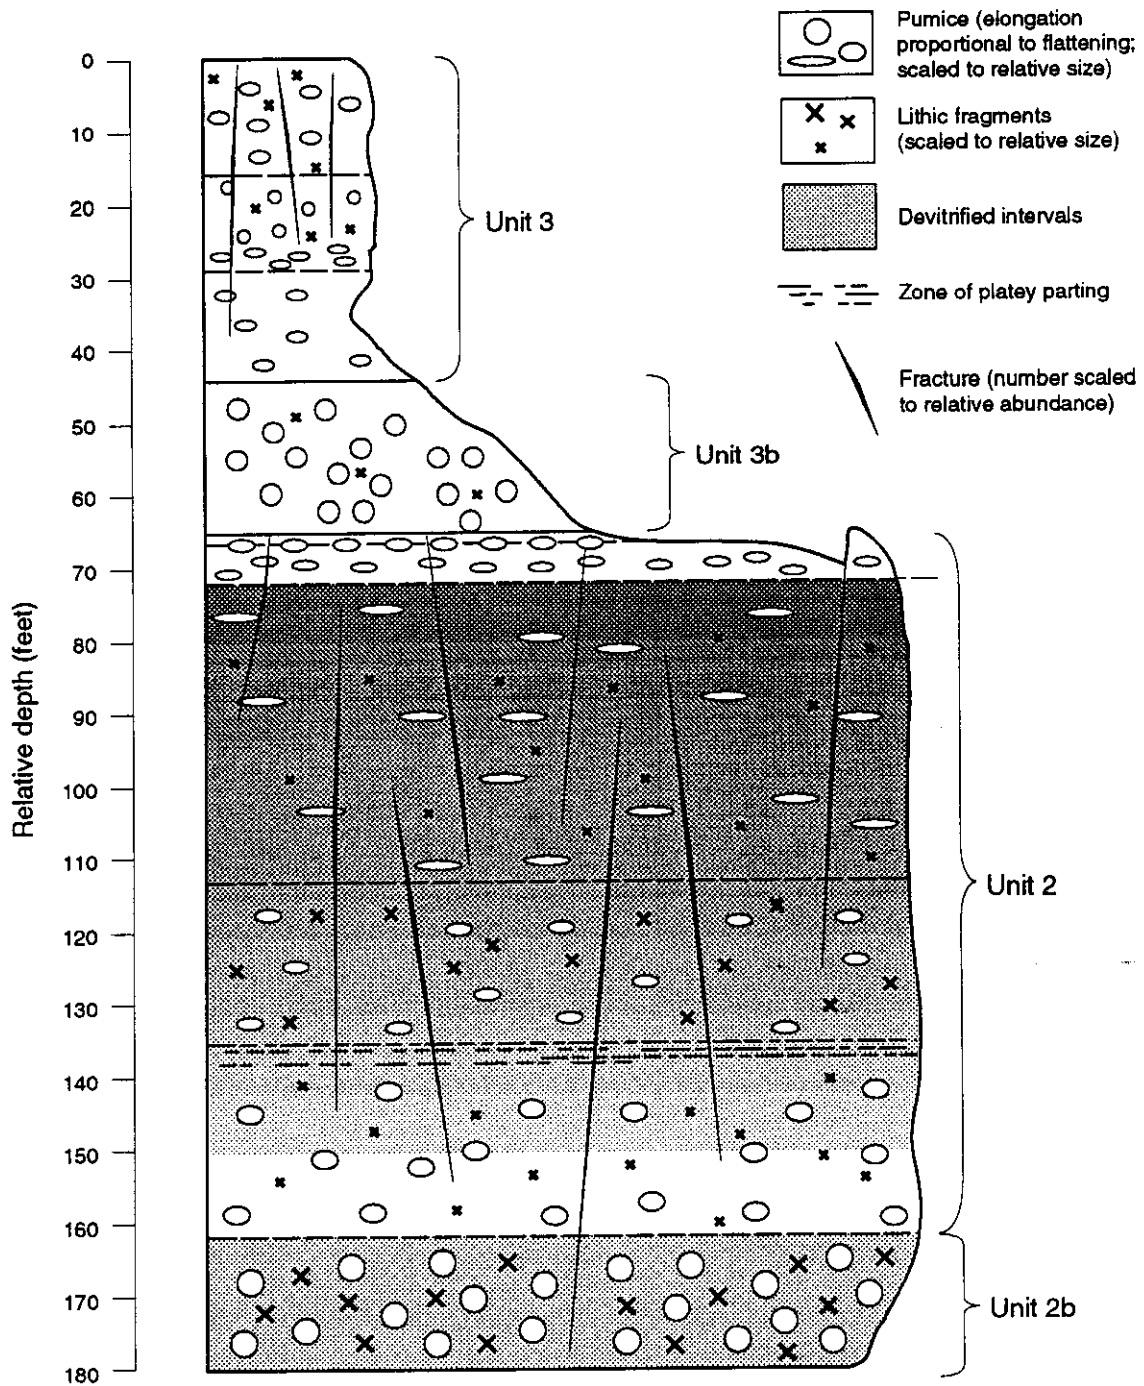 Pumice (elongation
proportional to flattening;
scaled to relative size)
Lithic fragments
(scaled to relative size)
Devitrified intervals
Zone of platey parting
Fracture (number scaled
to relative abundance)
Relative depth (feet)
0
10
20
30
40
50
60
70
80
90
100
110
120
130
140
150
160
170
180
Unit 3
Unit 3b
Unit 2
Unit 2b